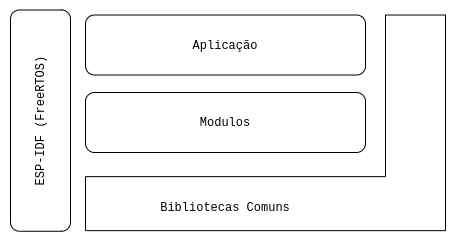 ESP-IDF (FreeRTOS)
Aplicação
Modulos
Bibliotecas Comuns